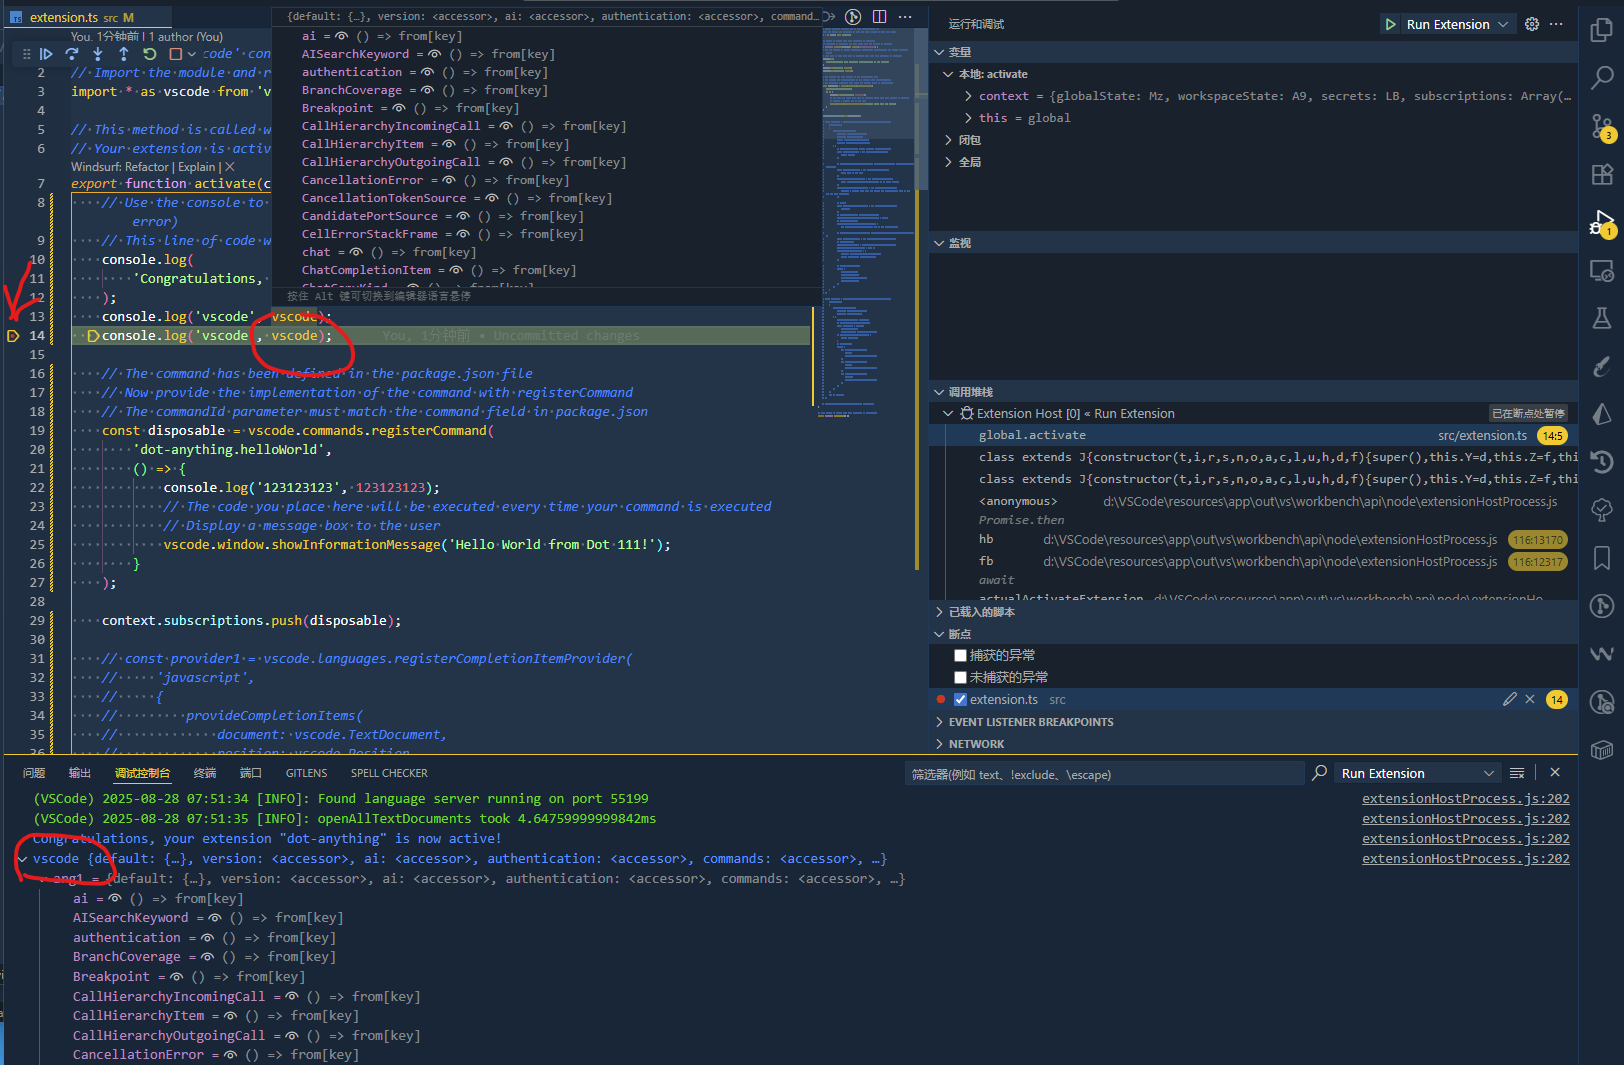 extension.ts src M
{default: {…}, version: <accessor>, ai: <accessor>, authentication: <accessor>, command…
You, 1分钟前 | 1 author (You)
code' con
ai = () => from[key]
AISearchKeyword = () => from[key]
authentication = () => from[key]
BranchCoverage = () => from[key]
Breakpoint = () => from[key]
CallHierarchyIncomingCall = () => from[key]
CallHierarchyItem = () => from[key]
CallHierarchyOutgoingCall = () => from[key]
CancellationError = () => from[key]
CancellationTokenSource = () => from[key]
CandidatePortSource = () => from[key]
CellErrorStackFrame = () => from[key]
chat = () => from[key]
ChatCompletionItem = () => from[key]
ChatCopyKind = () => from[key]
按住 Alt 键可切换到编辑器语言悬停
2 // Import the module and r
3 import * as vscode from 'v
4
5 // This method is called w
6 // Your extension is activ
Windsurf: Refactor | Explain | X
7 export function activate(c
8 // Use the console to
error)
9 // This line of code w
10 console.log(
11 'Congratulations,
12 );
13 console.log('vscode', vscode);
14 console.log('vscode', vscode); You, 1分钟前 • Uncommitted changes
15
16 // The command has been defined in the package.json file
17 // Now provide the implementation of the command with registerCommand
18 // The commandId parameter must match the command field in package.json
19 const disposable = vscode.commands.registerCommand(
20 'dot-anything.helloWorld',
21 () => {
22 console.log('123123123', 123123123);
23 // The code you place here will be executed every time your command is executed
24 // Display a message box to the user
25 vscode.window.showInformationMessage('Hello World from Dot 111!');
26 }
27 );
28
29 context.subscriptions.push(disposable);
30
31 // const provider1 = vscode.languages.registerCompletionItemProvider(
32 // 'javascript',
33 // {
34 // provideCompletionItems(
35 // document: vscode.TextDocument,
36 // position: vscode.Position
运行和调试
Run Extension
变量
本地: activate
context = {globalState: Mz, workspaceState: A9, secrets: LB, subscriptions: Array(…
this = global
闭包
全局
监视
调用堆栈
Extension Host [0] « Run Extension 已在断点处暂停
global.activate src/extension.ts 14:5
class extends J{constructor(t,i,r,s,n,o,a,c,l,u,h,d,f){super(),this.Y=d,this.Z=f,thi
class extends J{constructor(t,i,r,s,n,o,a,c,l,u,h,d,f){super(),this.Y=d,this.Z=f,thi
<anonymous> d:\VSCode\resources\app\out\vs\workbench\api\node\extensionHostProcess.js
Promise.then
hb d:\VSCode\resources\app\out\vs\workbench\api\node\extensionHostProcess.js 116:13170
fb d:\VSCode\resources\app\out\vs\workbench\api\node\extensionHostProcess.js 116:12317
await
actualActivateExtension d:\VSCode\resources\app\out\vs\workbench\api\node\extensionHo
已载入的脚本
断点
捕获的异常
未捕获的异常
extension.ts src 14
EVENT LISTENER BREAKPOINTS
NETWORK
3
1
问题 输出 调试控制台 终端 端口 GITLENS SPELL CHECKER
筛选器(例如 text、!exclude、\escape)
Run Extension
(VSCode) 2025-08-28 07:51:34 [INFO]: Found language server running on port 55199 extensionHostProcess.js:202
(VSCode) 2025-08-28 07:51:35 [INFO]: openAllTextDocuments took 4.64759999999842ms extensionHostProcess.js:202
Congratulations, your extension "dot-anything" is now active! extensionHostProcess.js:202
vscode {default: {…}, version: <accessor>, ai: <accessor>, authentication: <accessor>, commands: <accessor>, …} extensionHostProcess.js:202
arg1 = {default: {…}, version: <accessor>, ai: <accessor>, authentication: <accessor>, commands: <accessor>, …}
ai = () => from[key]
AISearchKeyword = () => from[key]
authentication = () => from[key]
BranchCoverage = () => from[key]
Breakpoint = () => from[key]
CallHierarchyIncomingCall = () => from[key]
CallHierarchyItem = () => from[key]
CallHierarchyOutgoingCall = () => from[key]
CancellationError = () => from[key]